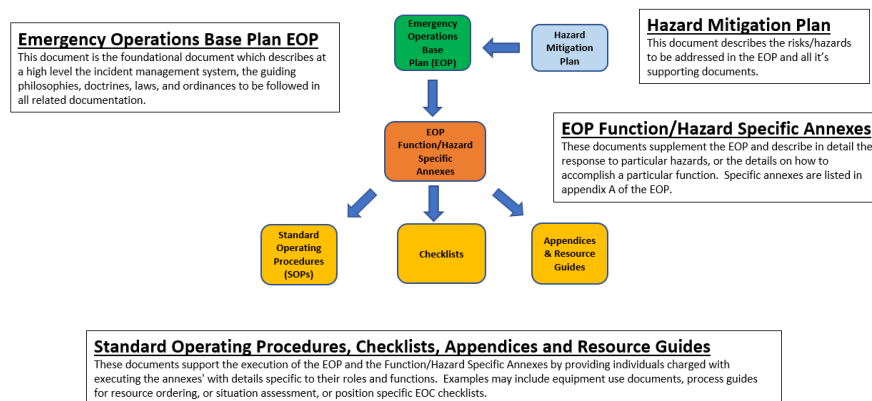 Emergency Operations Base Plan EOP
This document is the foundational document which describes at
a high level the incident management system, the guiding
philosophies, doctrines, laws, and ordinances to be followed in
all related documentation.
Emergency
Operations
Base
Plan (EOP)
Hazard
Mitigation
Plan
Hazard Mitigation Plan
This document describes the risks/hazards
to be addressed in the EOP and all it's
supporting documents.
EOP
Function/Hazard
Specific
Annexes
EOP Function/Hazard Specific Annexes
These documents supplement the EOP and describe in detail the
response to particular hazards, or the details on how to
accomplish a particular function. Specific annexes are listed in
appendix A of the EOP.
Standard
Operating
Procedures
(SOPs)
Checklists
Appendices
& Resource
Guides
Standard Operating Procedures, Checklists, Appendices and Resource Guides
These documents support the execution of the EOP and the Function/Hazard Specific Annexes by providing individuals charged with
executing the annexes' with details specific to their roles and functions. Examples may include equipment use documents, process guides
for resource ordering, or situation assessment, or position specific EOC checklists.